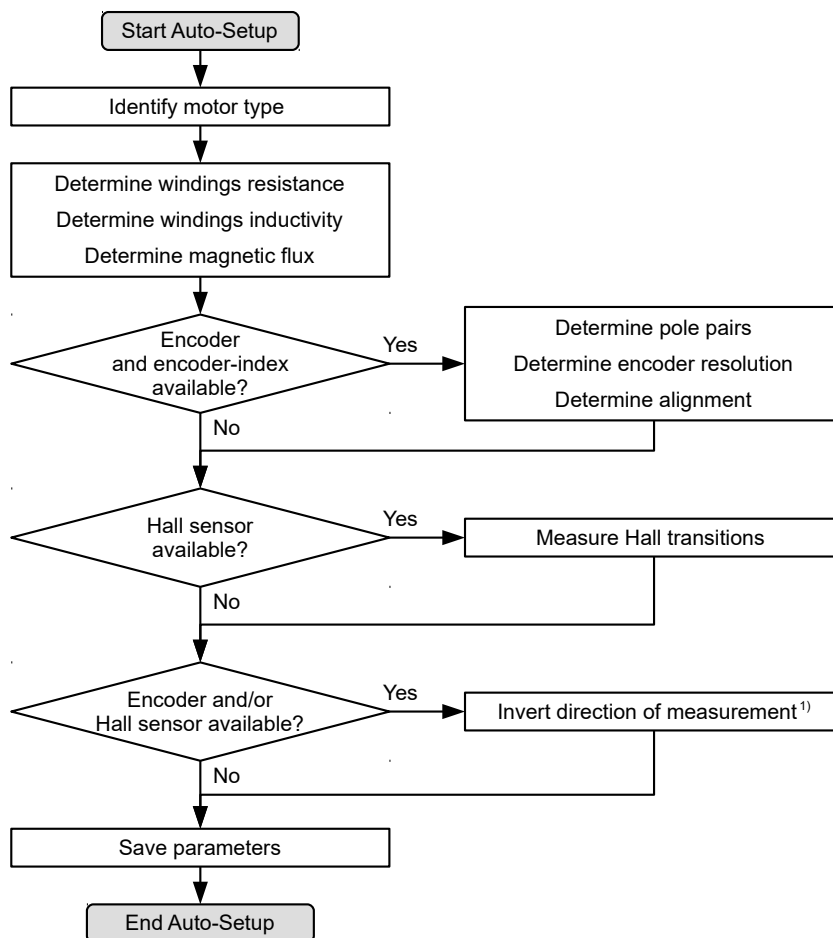 Start Auto-Setup
Identify motor type
Determine windings resistance
Determine windings inductivity
Determine magnetic flux
Encoder
and encoder-index
available?
Yes
Determine pole pairs
Determine encoder resolution
Determine alignment
No
Hall sensor
available?
Yes
Measure Hall transitions
No
Encoder and/or
Hall sensor available?
Yes
Invert direction of measurement 1)
No
Save parameters
End Auto-Setup